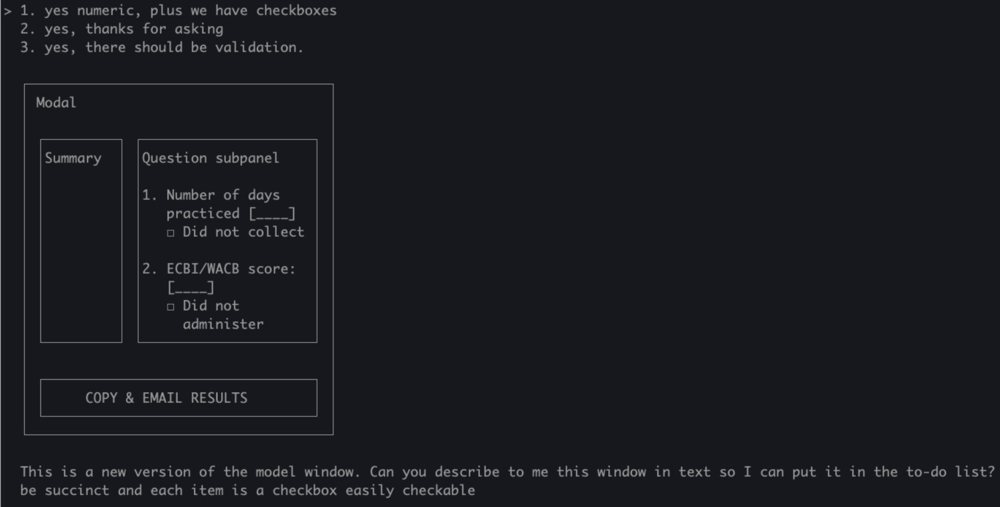 > 1. yes numeric, plus we have checkboxes
2. yes, thanks for asking
3. yes, there should be validation.
Modal
Summary
Question subpanel
1. Number of days
practiced [____]
□ Did not collect
2. ECBI/WACB score:
[____]
□ Did not
administer
COPY & EMAIL RESULTS
This is a new version of the model window. Can you describe to me this window in text so I can put it in the to-do list?
be succinct and each item is a checkbox easily checkable